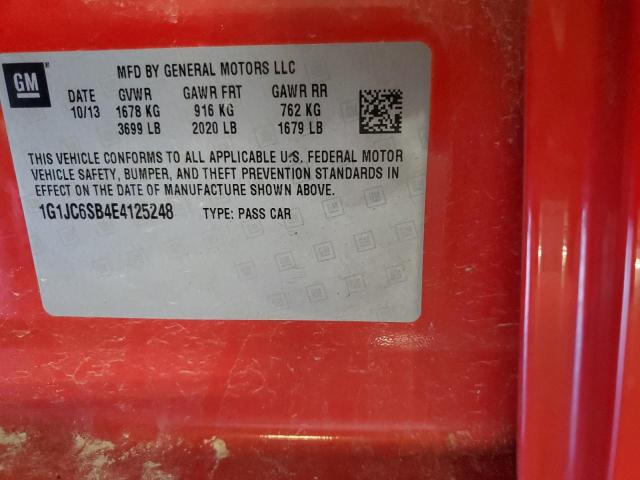 GM
MFD BY GENERAL MOTORS LLC
DATE GVWR GAWR FRT GAWR RR
10/13 1678 KG 916 KG 762 KG
3699 LB 2020 LB 1679 LB
THIS VEHICLE CONFORMS TO ALL APPLICABLE U.S. FEDERAL MOTOR
VEHICLE SAFETY, BUMPER, AND THEFT PREVENTION STANDARDS IN
EFFECT ON THE DATE OF MANUFACTURE SHOWN ABOVE.
1G1JC6SB4E4125248 TYPE: PASS CAR